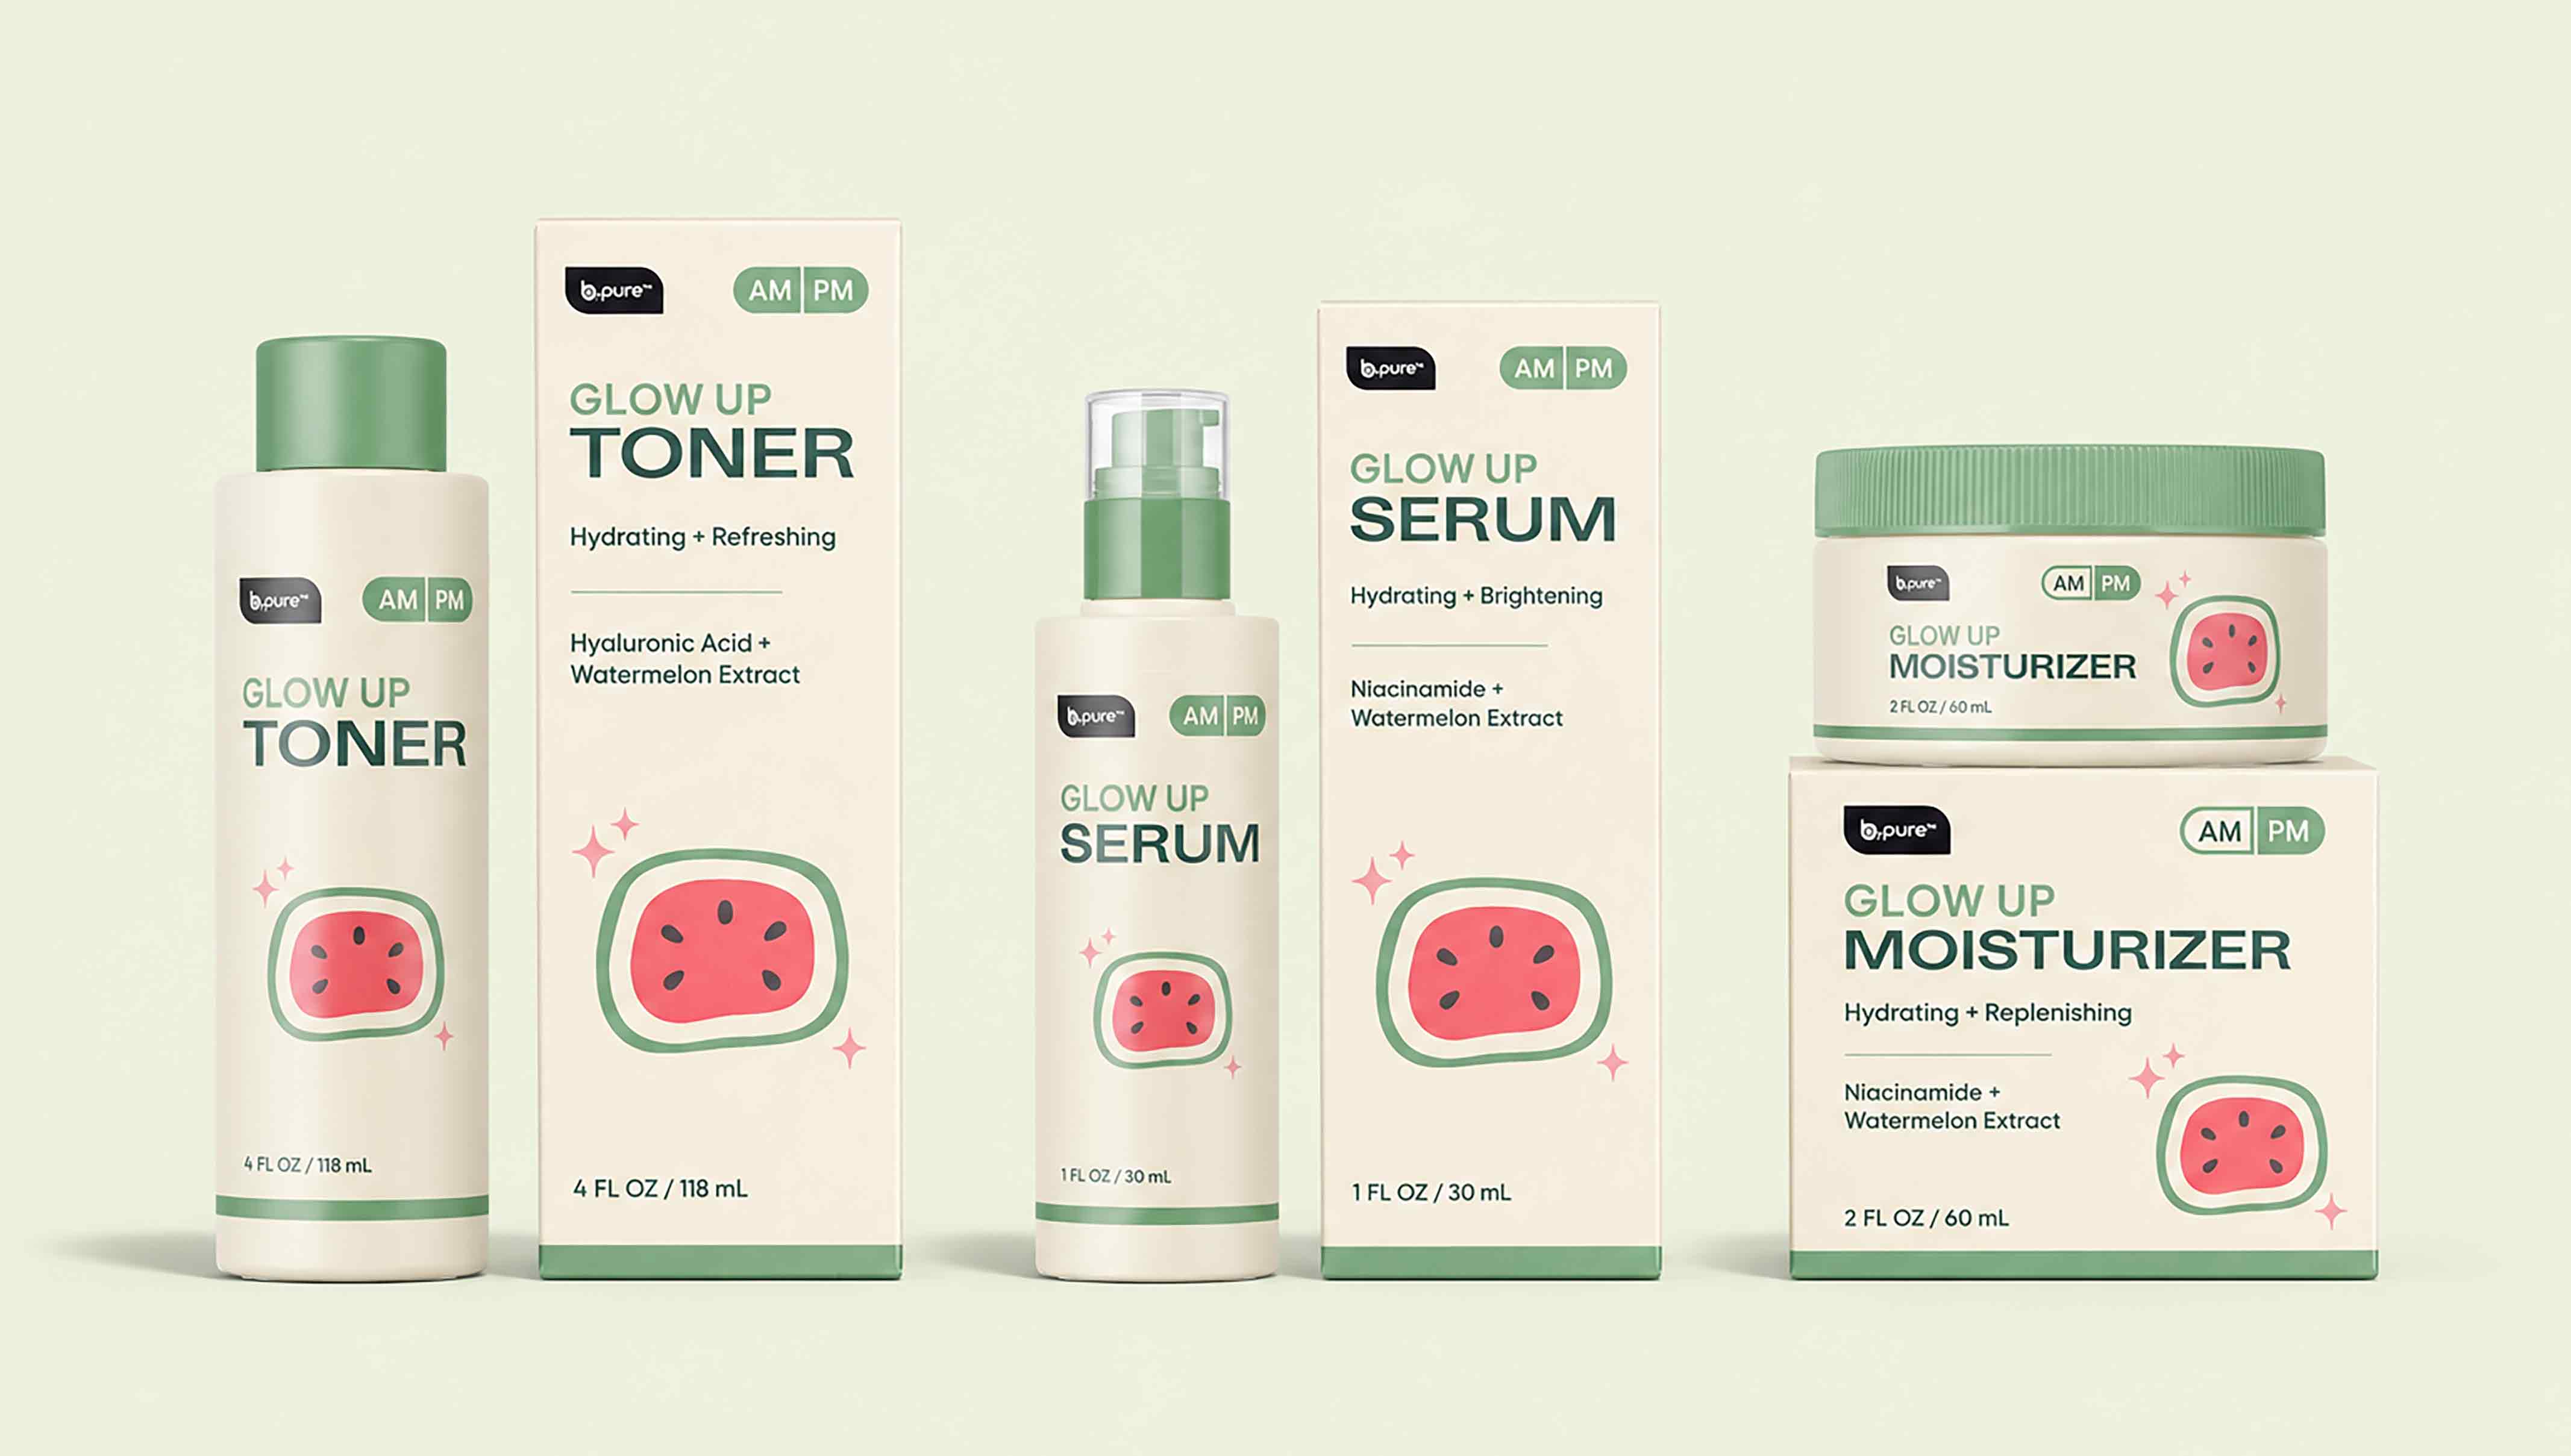 b.pure™
AM PM
GLOW UP
TONER
4 FL OZ / 118 mL
b.pure™
AM PM
GLOW UP
TONER
Hydrating + Refreshing
Hyaluronic Acid +
Watermelon Extract
4 FL OZ / 118 mL
b.pure™
AM PM
GLOW UP
SERUM
1 FL OZ / 30 mL
b.pure™
AM PM
GLOW UP
SERUM
Hydrating + Brightening
Niacinamide +
Watermelon Extract
1 FL OZ / 30 mL
b.pure™
AM PM
GLOW UP
MOISTURIZER
2 FL OZ / 60 mL
b.pure™
AM PM
GLOW UP
MOISTURIZER
Hydrating + Replenishing
Niacinamide +
Watermelon Extract
2 FL OZ / 60 mL